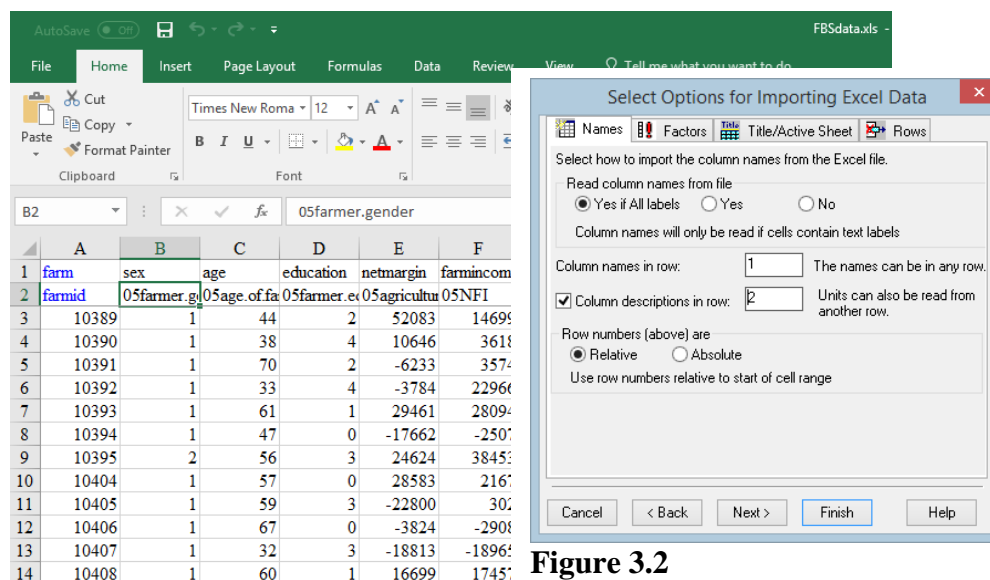 AutoSave Off FBSdata.xls -
File Home Insert Page Layout Formulas Data Review View Tell me what you want to do
Cut
Copy
Format Painter
Paste
Clipboard
Times New Roma 12 A A
B I U A
Font
B2 fx 05farmer.gender
A B C D E F
1 farm sex age education netmargin farmincom
2 farmid 05farmer.ge 05age.of.fa 05farmer.ed 05agricultur 05NFI
3 10389 1 44 2 52083 14699
4 10390 1 38 4 10646 3618
5 10391 1 70 2 -6233 3574
6 10392 1 33 4 -3784 22966
7 10393 1 61 1 29461 28094
8 10394 1 47 0 -17662 -2507
9 10395 2 56 3 24624 38453
10 10404 1 57 0 28583 2167
11 10405 1 59 3 -22800 302
12 10406 1 67 0 -3824 -2908
13 10407 1 32 3 -18813 -18965
14 10408 1 60 1 16699 17457
Select Options for Importing Excel Data
Names Factors Title Title/Active Sheet Rows
Select how to import the column names from the Excel file.
Read column names from file
Yes if All labels Yes No
Column names will only be read if cells contain text labels
Column names in row: 1 The names can be in any row.
Column descriptions in row: 2 Units can also be read from
another row.
Row numbers (above) are
Relative Absolute
Use row numbers relative to start of cell range
Cancel < Back Next > Finish Help
Figure 3.2